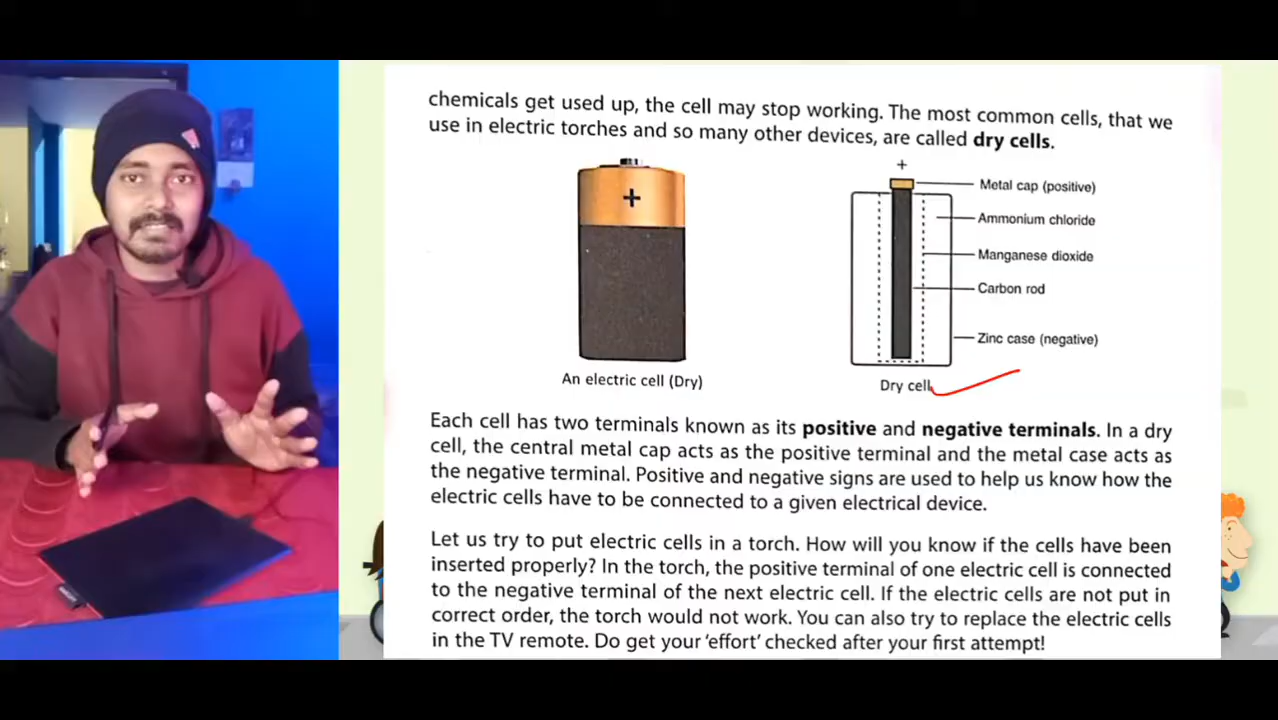 chemicals get used up, the cell may stop working. The most common cells, that we
use in electric torches and so many other devices, are called dry cells.
+
+
Metal cap (positive)
Ammonium chloride
Manganese dioxide
Carbon rod
Zinc case (negative)
An electric cell (Dry)
Dry cell
Each cell has two terminals known as its positive and negative terminals. In a dry
cell, the central metal cap acts as the positive terminal and the metal case acts as
the negative terminal. Positive and negative signs are used to help us know how the
electric cells have to be connected to a given electrical device.
Let us try to put electric cells in a torch. How will you know if the cells have been
inserted properly? In the torch, the positive terminal of one electric cell is connected
to the negative terminal of the next electric cell. If the electric cells are not put in
correct order, the torch would not work. You can also try to replace the electric cells
in the TV remote. Do get your 'effort' checked after your first attempt!